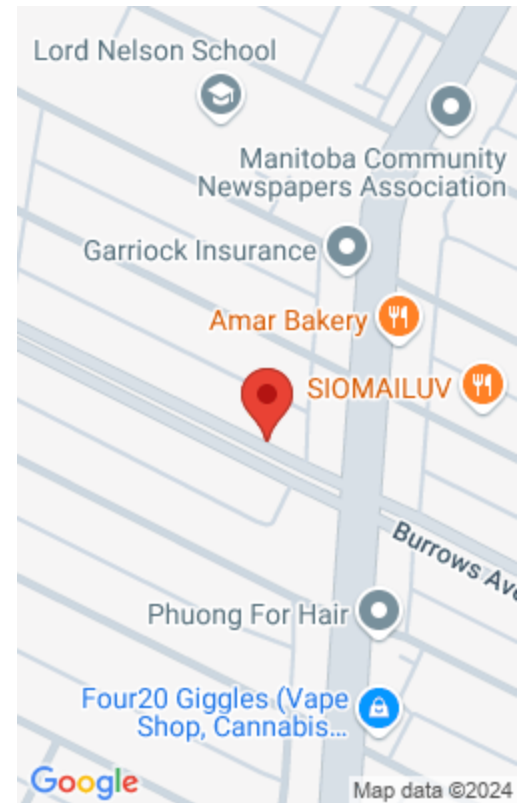 Lord Nelson School
Manitoba Community
Newspapers Association
Garriock Insurance
Amar Bakery
SIOMAILUV
Burrows Ave
Phuong For Hair
Four20 Giggles (Vape
Shop, Cannabis...
Google
Map data ©2024